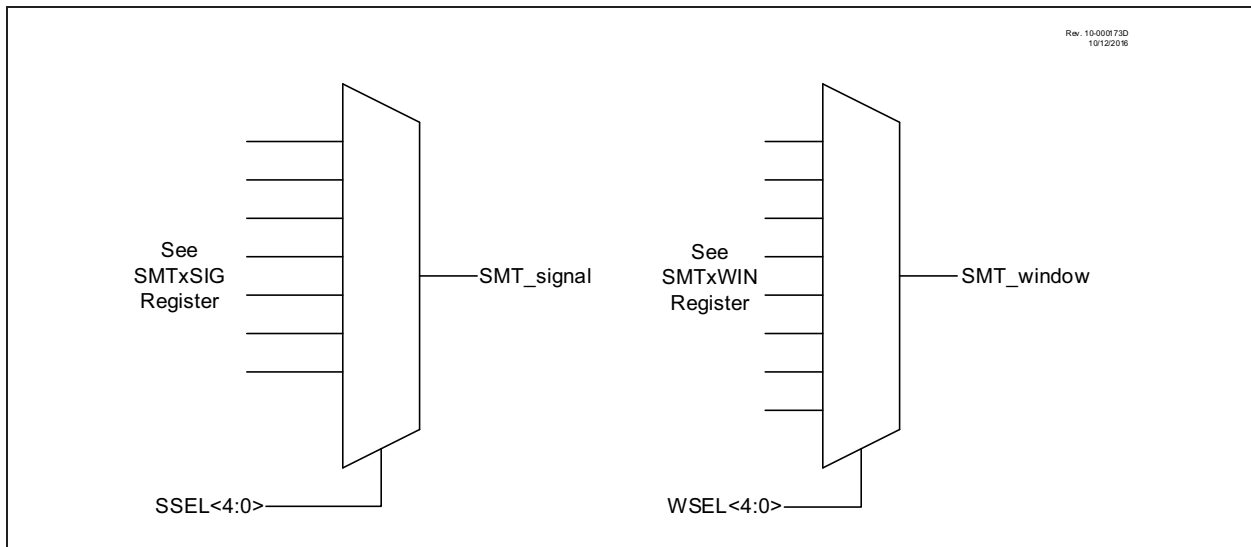 Rev. 10-000173D
10/12/2016
See
SMTxSIG
Register
SMT_signal
SSEL<4:0>
See
SMTxWIN
Register
SMT_window
WSEL<4:0>